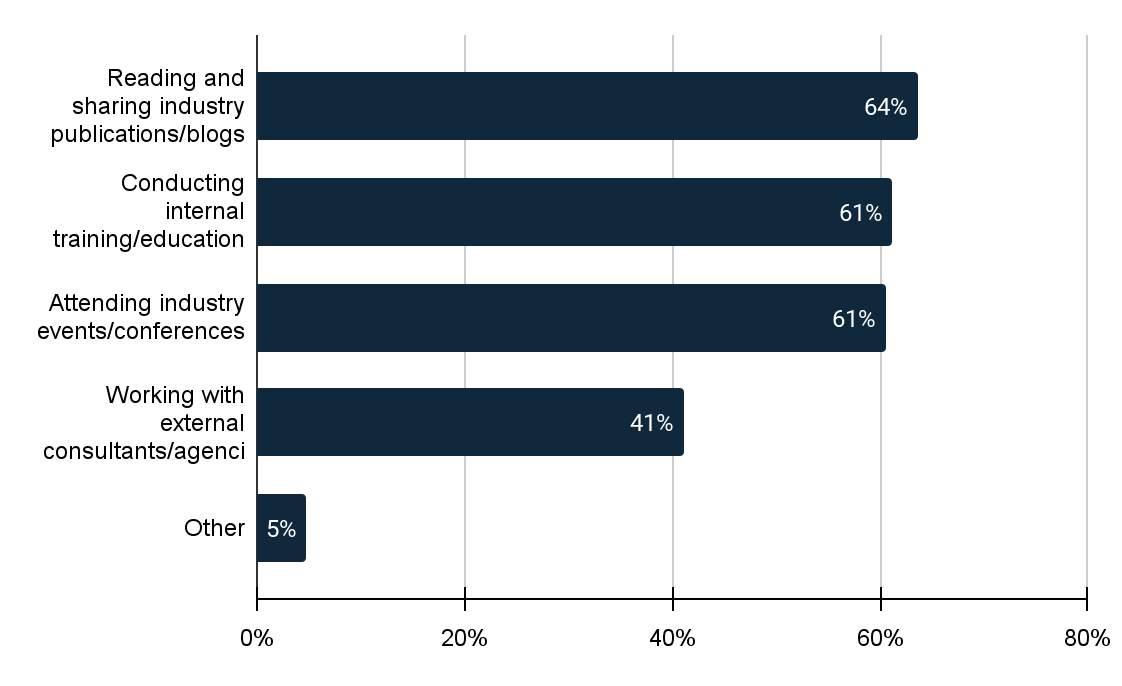 Reading and
sharing industry
publications/blogs
64%
Conducting
internal
training/education
61%
Attending industry
events/conferences
61%
Working with
external
consultants/agenci
41%
Other
5%
0%
20%
40%
60%
80%